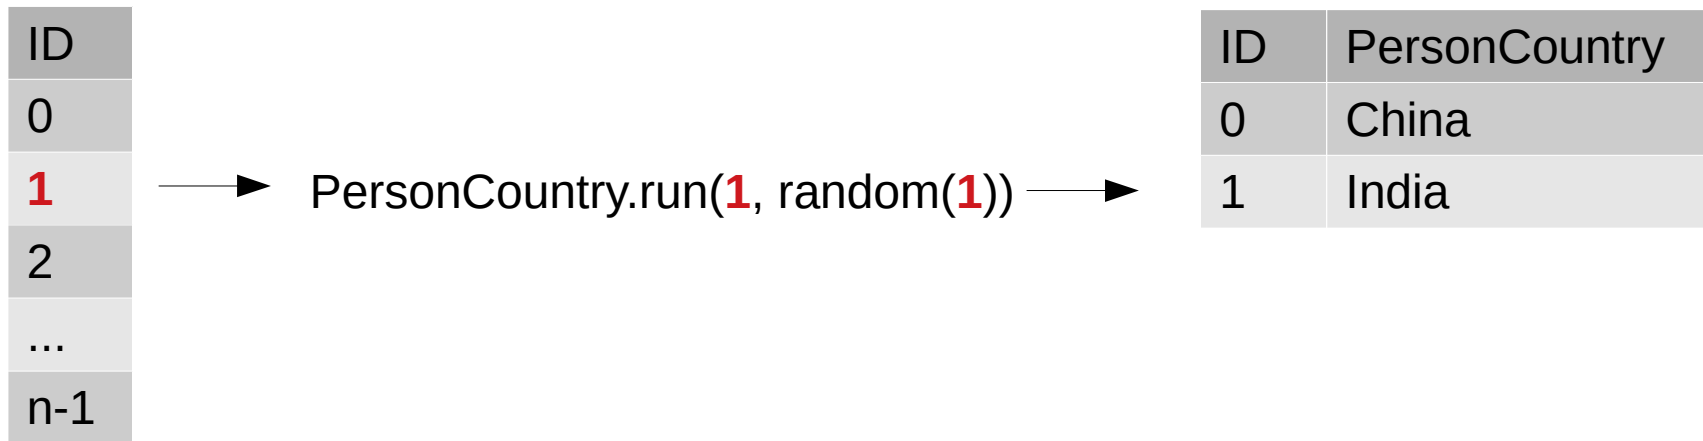 ID
0
1
2
...
n-1
PersonCountry.run(1, random(1))
ID PersonCountry
0 China
1 India